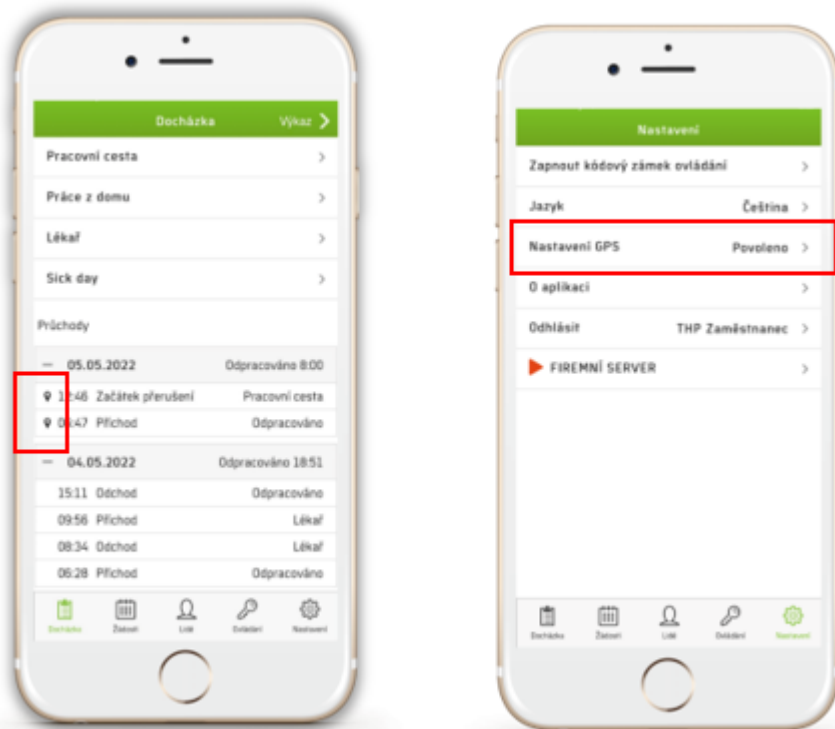 Docházka Výkaz
Pracovní cesta
Práce z domu
Lékař
Sick day
Průchody
05.05.2022 Odpracováno 8:00
Začátek přerušení Pracovní cesta
Příchod Odpracováno
04.05.2022 Odpracováno 18:51
15:11 Odchod Odpracováno
09:56 Příchod Lékař
08:34 Odchod Lékař
06:28 Příchod Odpracováno
Docházka Žádosti Lidé Ovládání Nastavení
Nastavení
Zapnout kódový zámek ovládání
Jazyk Čeština
Nastavení GPS Povoleno
O aplikaci
Odhlásit THP Zaměstnanec
FIREMNÍ SERVER
Docházka Žádosti Lidé Ovládání Nastavení